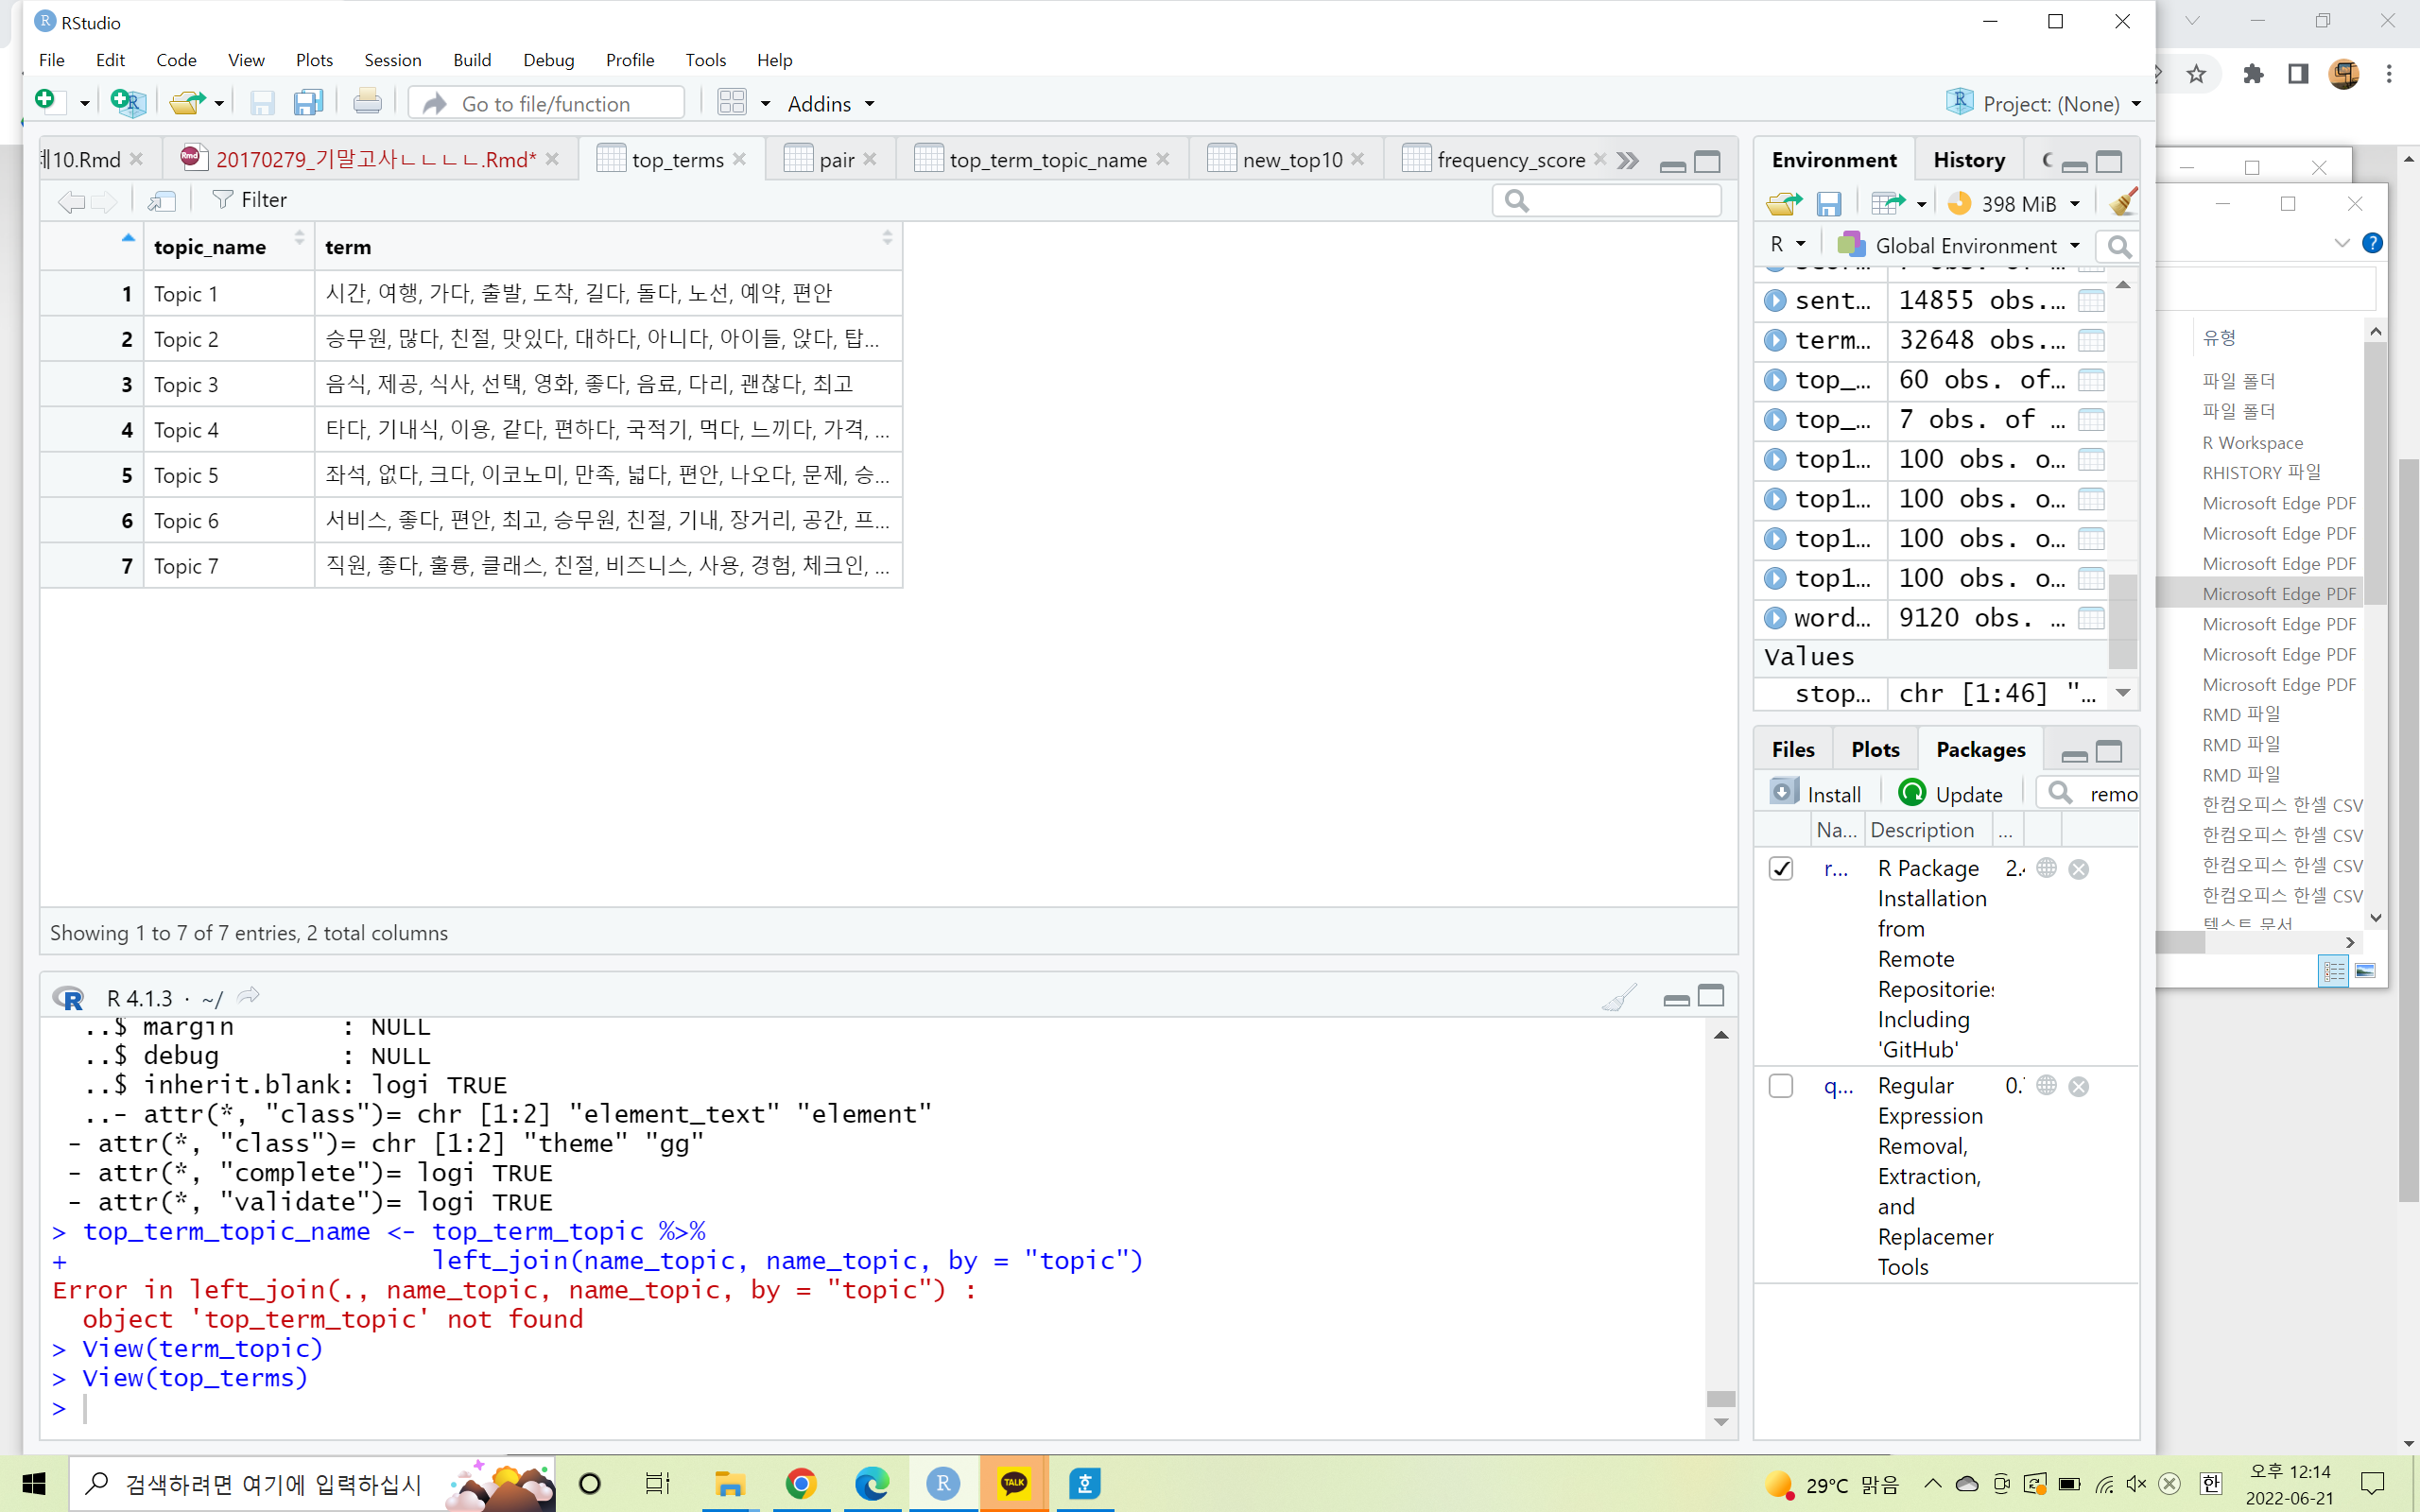 RStudio
File Edit Code View Plots Session Build Debug Profile Tools Help
Go to file/function Addins Project: (None)
10.Rmd 20170279_기말고사ㄴㄴㄴㄴ.Rmd* top_terms pair top_term_topic_name new_top10 frequency_score
Filter
topic_name term
1 Topic 1 시간, 여행, 가다, 출발, 도착, 길다, 돌다, 노선, 예약, 편안
2 Topic 2 승무원, 많다, 친절, 맛있다, 대하다, 아니다, 아이들, 앉다, 탑...
3 Topic 3 음식, 제공, 식사, 선택, 영화, 좋다, 음료, 다리, 괜찮다, 최고
4 Topic 4 타다, 기내식, 이용, 같다, 편하다, 국적기, 먹다, 느끼다, 가격, ...
5 Topic 5 좌석, 없다, 크다, 이코노미, 만족, 넓다, 편안, 나오다, 문제, 승...
6 Topic 6 서비스, 좋다, 편안, 최고, 승무원, 친절, 기내, 장거리, 공간, 프...
7 Topic 7 직원, 좋다, 훌륭, 클래스, 친절, 비즈니스, 사용, 경험, 체크인, ...
Showing 1 to 7 of 7 entries, 2 total columns
R 4.1.3 · ~/
..$ margin : NULL
..$ debug : NULL
..$ inherit.blank: logi TRUE
..- attr(*, "class")= chr [1:2] "element_text" "element"
- attr(*, "class")= chr [1:2] "theme" "gg"
- attr(*, "complete")= logi TRUE
- attr(*, "validate")= logi TRUE
> top_term_topic_name <- top_term_topic %>%
+ left_join(name_topic, name_topic, by = "topic")
Error in left_join(., name_topic, name_topic, by = "topic") :
object 'top_term_topic' not found
> View(term_topic)
> View(top_terms)
>
Environment History
398 MiB
R Global Environment
sent... 14855 obs....
term... 32648 obs....
top_... 60 obs. of...
top_... 7 obs. of ...
top1... 100 obs. o...
top1... 100 obs. o...
top1... 100 obs. o...
top1... 100 obs. o...
word... 9120 obs. ...
Values
stop... chr [1:46] "...
Files Plots Packages
Install Update remo
Na... Description ...
r... R Package 2.
Installation
from
Remote
Repositories
Including
'GitHub'
q... Regular 0.
Expression
Removal,
Extraction,
and
Replacemer
Tools
유형
파일 폴더
파일 폴더
R Workspace
RHISTORY 파일
Microsoft Edge PDF
Microsoft Edge PDF
Microsoft Edge PDF
Microsoft Edge PDF
Microsoft Edge PDF
Microsoft Edge PDF
Microsoft Edge PDF
RMD 파일
RMD 파일
RMD 파일
한컴오피스 한셀 CSV
한컴오피스 한셀 CSV
한컴오피스 한셀 CSV
한컴오피스 한셀 CSV
텍스트 문서
검색하려면 여기에 입력하십시
TALK
호
29°C 맑음
한
오후 12:14
2022-06-21